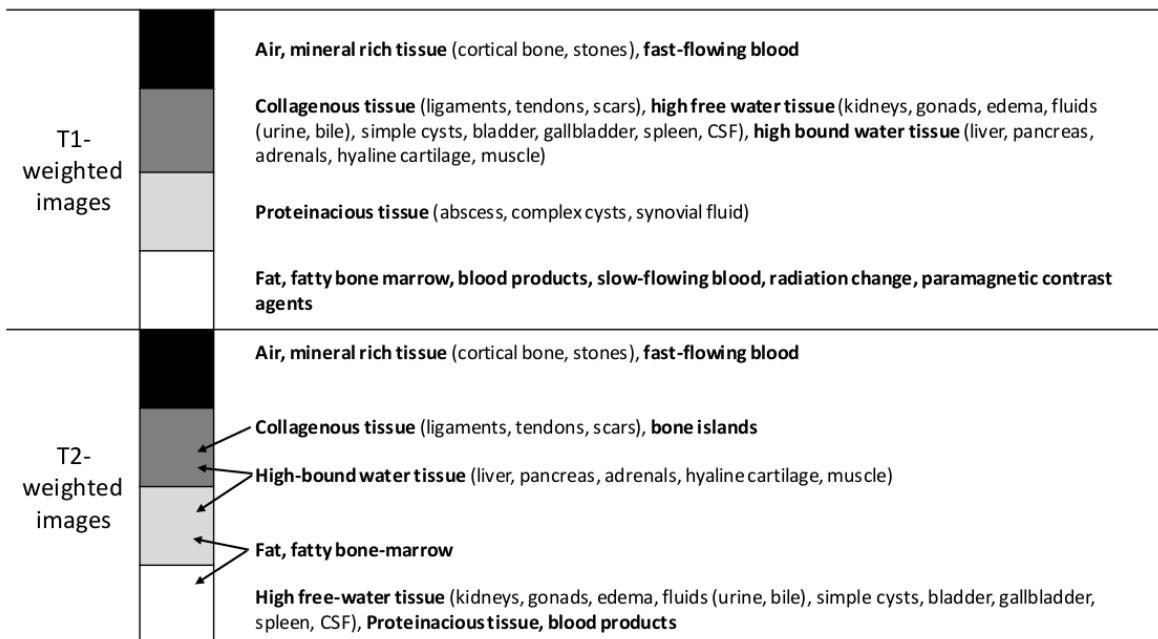 Air, mineral rich tissue (cortical bone, stones), fast-flowing blood
Collagenous tissue (ligaments, tendons, scars), high free water tissue (kidneys, gonads, edema, fluids
(urine, bile), simple cysts, bladder, gallbladder, spleen, CSF), high bound water tissue (liver, pancreas,
adrenals, hyaline cartilage, muscle)
T1-
weighted
images
Proteinacious tissue (abscess, complex cysts, synovial fluid)
Fat, fatty bone marrow, blood products, slow-flowing blood, radiation change, paramagnetic contrast
agents
Air, mineral rich tissue (cortical bone, stones), fast-flowing blood
Collagenous tissue (ligaments, tendons, scars), bone islands
T2-
weighted
images
High-bound water tissue (liver, pancreas, adrenals, hyaline cartilage, muscle)
Fat, fatty bone-marrow
High free-water tissue (kidneys, gonads, edema, fluids (urine, bile), simple cysts, bladder, gallbladder,
spleen, CSF), Proteinacious tissue, blood products